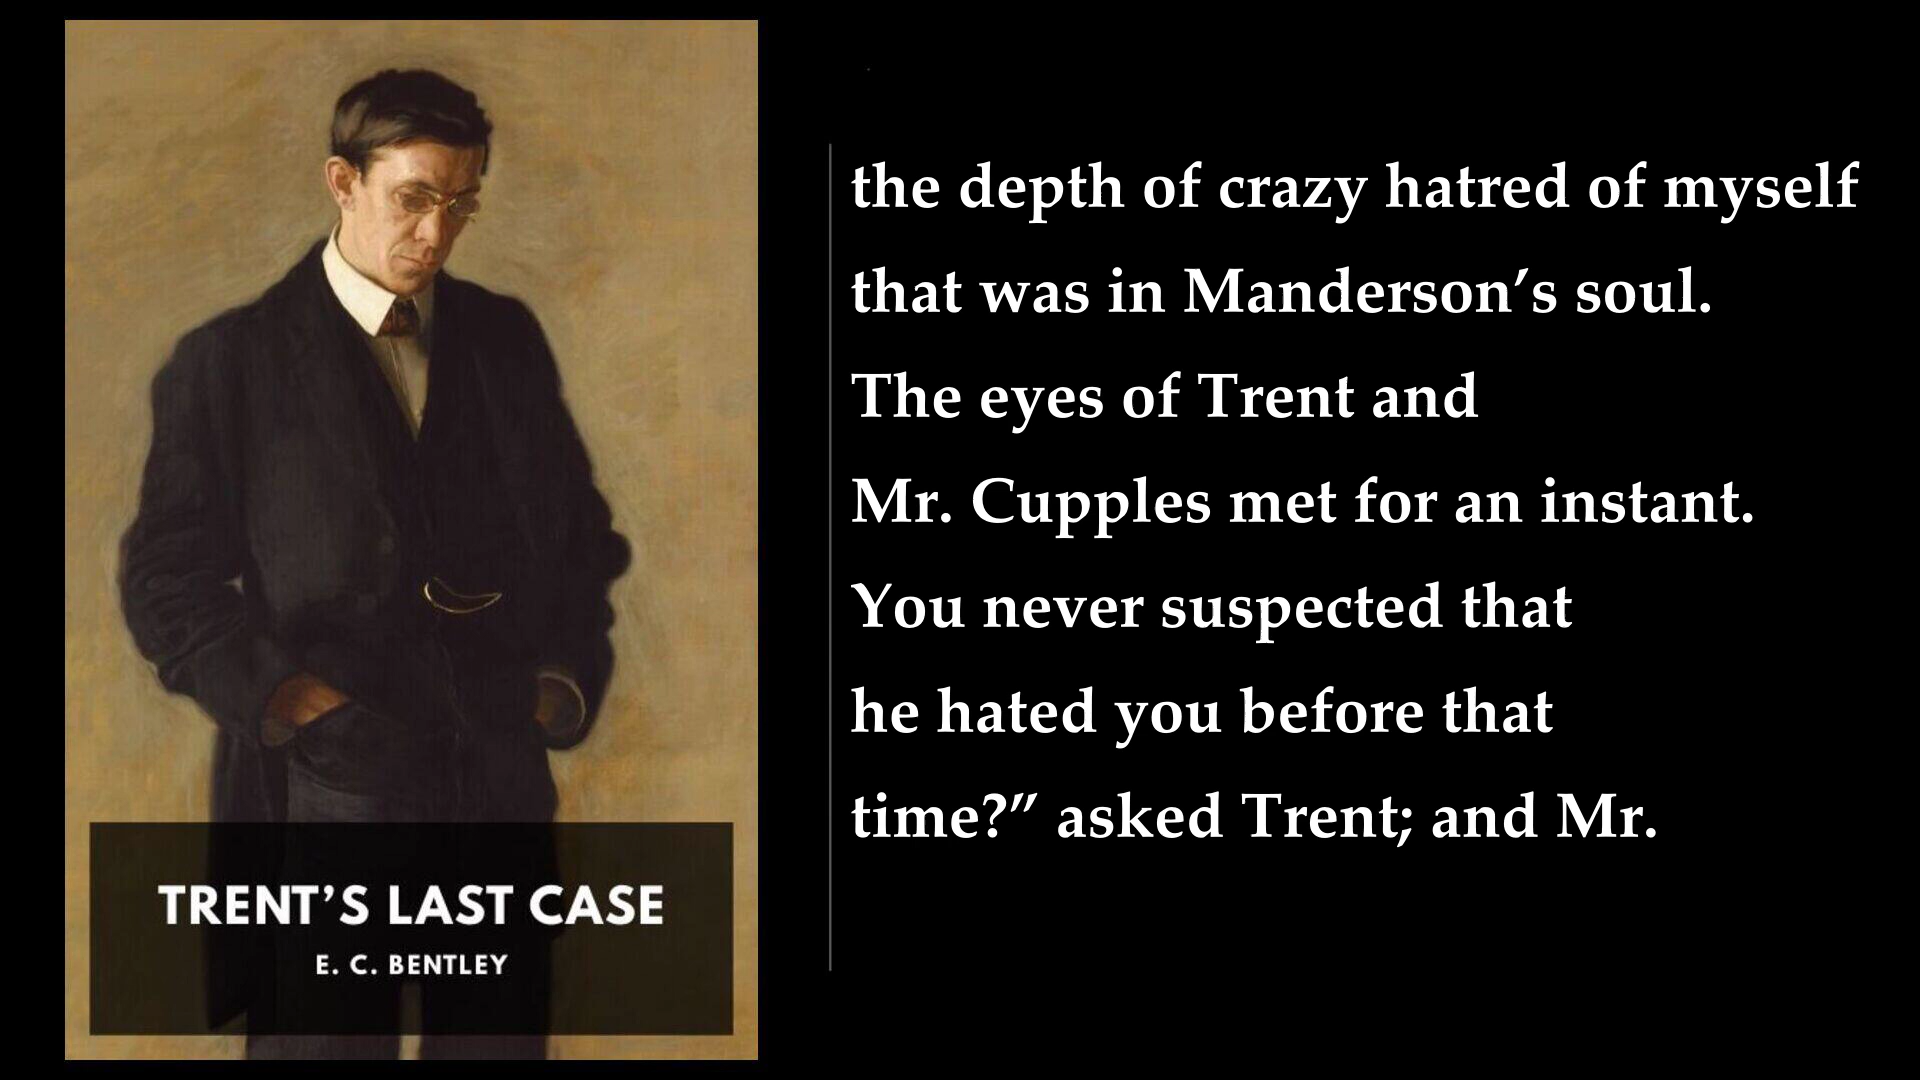 TRENT’S LAST CASE
E. C. BENTLEY
the depth of crazy hatred of myself
that was in Manderson’s soul.
The eyes of Trent and
Mr. Cupples met for an instant.
You never suspected that
he hated you before that
time?” asked Trent; and Mr.